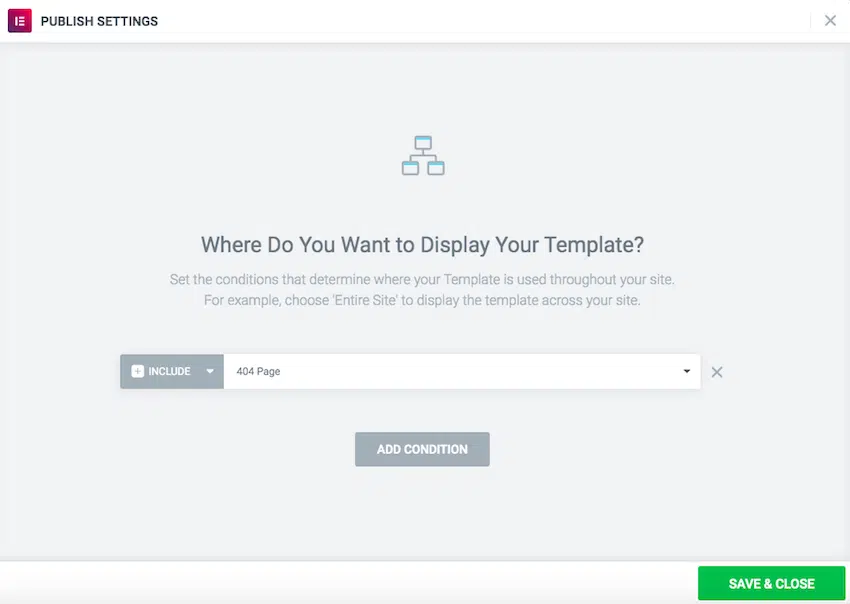 PUBLISH SETTINGS
Where Do You Want to Display Your Template?
Set the conditions that determine where your Template is used throughout your site.
For example, choose 'Entire Site' to display the template across your site.
INCLUDE
404 Page
ADD CONDITION
SAVE & CLOSE